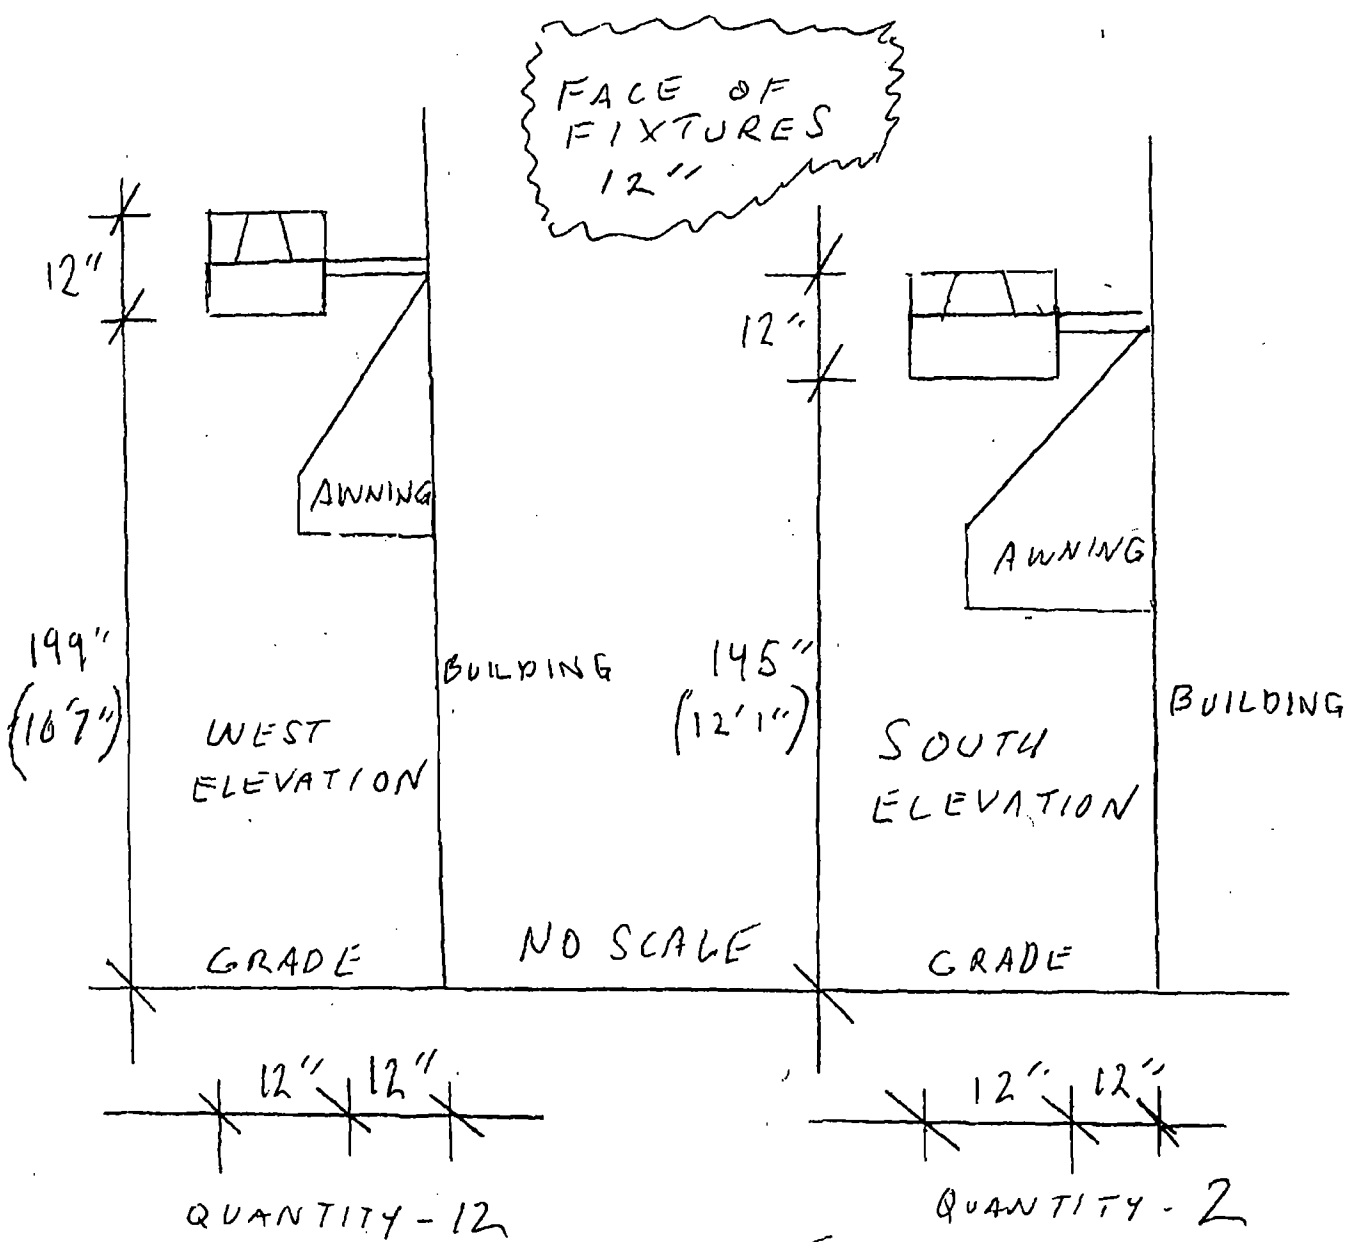 FACE OF
FIXTURES
12"
12"
12"
AWNING
AWNING
199"
(16'7")
145"
(12'1")
BUILDING
BUILDING
WEST
ELEVATION
SOUTH
ELEVATION
GRADE
NO SCALE
GRADE
12" 12"
12" 12"
QUANTITY - 12
QUANTITY - 2